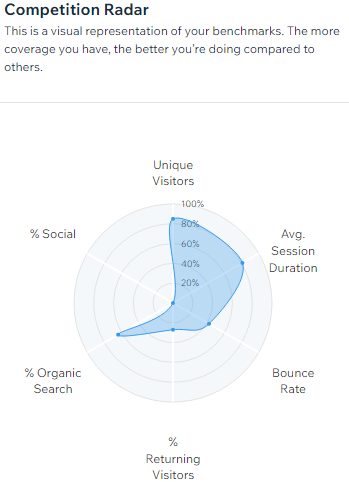 Competition Radar
This is a visual representation of your benchmarks. The more
coverage you have, the better you're doing compared to
others.
Unique
Visitors
100%
80%
60%
40%
20%
% Social
Avg.
Session
Duration
% Organic
Search
Bounce
Rate
%
Returning
Visitors